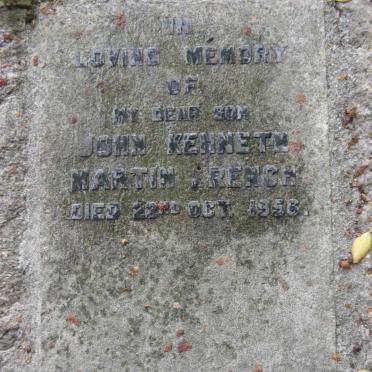 IN
LOVING MEMORY
OF
MY DEAR SON
JOHN KENNETH
MARTIN FRENCH
DIED 22ND OCT. 1956.